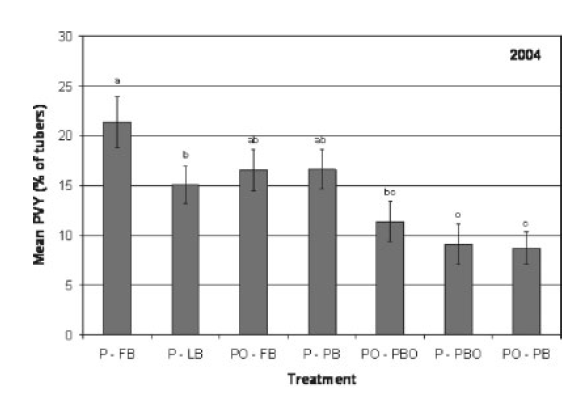 30
2004
25
a
20
b
ab
ab
15
bc
10
c
c
5
0
Mean PVY (% of tubers)
P - FB
P - LB
PO - FB
P - PB
PO - PBO
P - PBO
PO - PB
Treatment